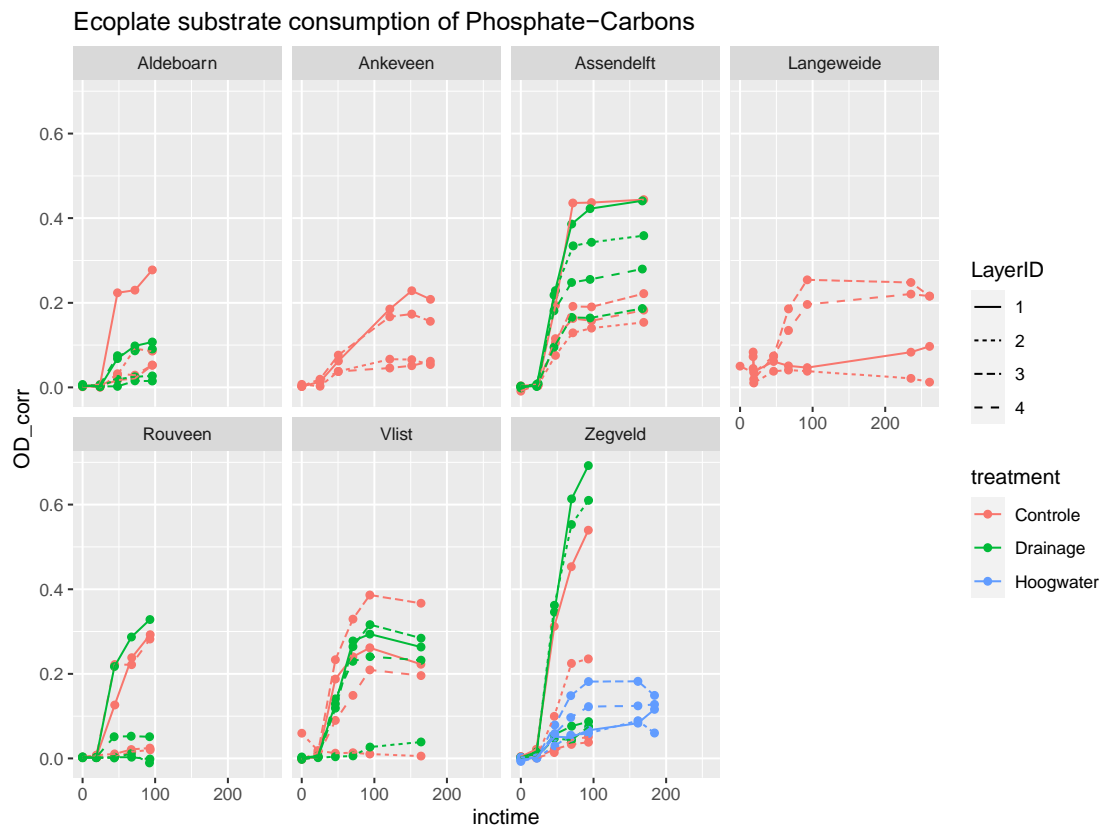 Ecoplate substrate consumption of Phosphate−Carbons
Aldeboarn
Ankeveen
Assendelft
Langeweide
0.6
0.4
0.2
0.0
0
100
200
Rouveen
Vlist
Zegveld
0.6
0.4
0.2
0.0
0
100
200
0
100
200
0
100
200
inctime
OD_corr
LayerID
1
2
3
4
treatment
Controle
Drainage
Hoogwater